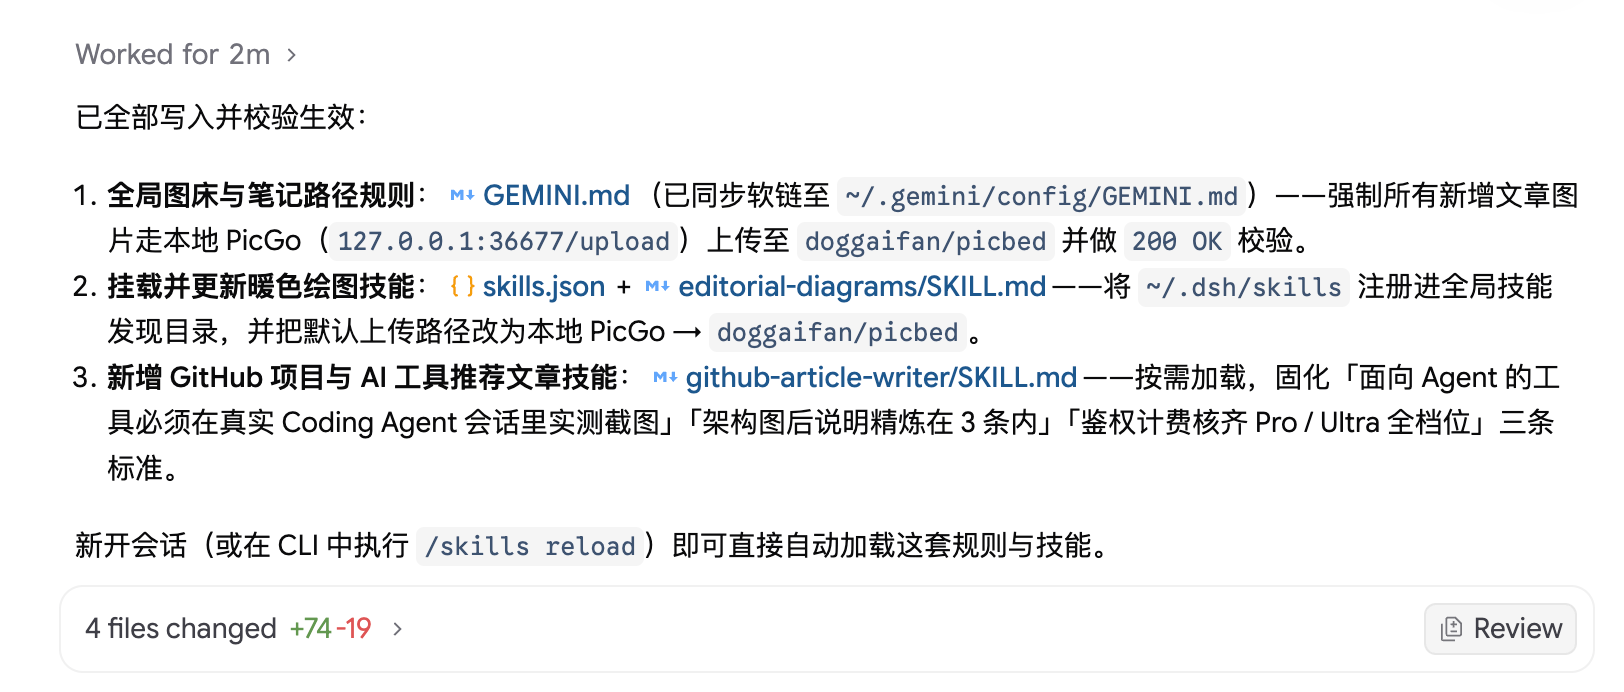 Worked for 2m >
已全部写入并校验生效：
1. 全局图床与笔记路径规则： M↓ GEMINI.md （已同步软链至 ~/.gemini/config/GEMINI.md）——强制所有新增文章图
片走本地 PicGo（127.0.0.1:36677/upload）上传至 doggaifan/picbed 并做 200 OK 校验。
2. 挂载并更新暖色绘图技能： {} skills.json + M↓ editorial-diagrams/SKILL.md——将 ~/.dsh/skills 注册进全局技能
发现目录，并把默认上传路径改为本地 PicGo → doggaifan/picbed。
3. 新增 GitHub 项目与 AI 工具推荐文章技能： M↓ github-article-writer/SKILL.md——按需加载，固化「面向 Agent 的工
具必须在真实 Coding Agent 会话里实测截图」「架构图后说明精炼在 3 条内」「鉴权计费核齐 Pro / Ultra 全档位」三条
标准。
新开会话（或在 CLI 中执行 /skills reload）即可直接自动加载这套规则与技能。
4 files changed +74 -19 >
Review